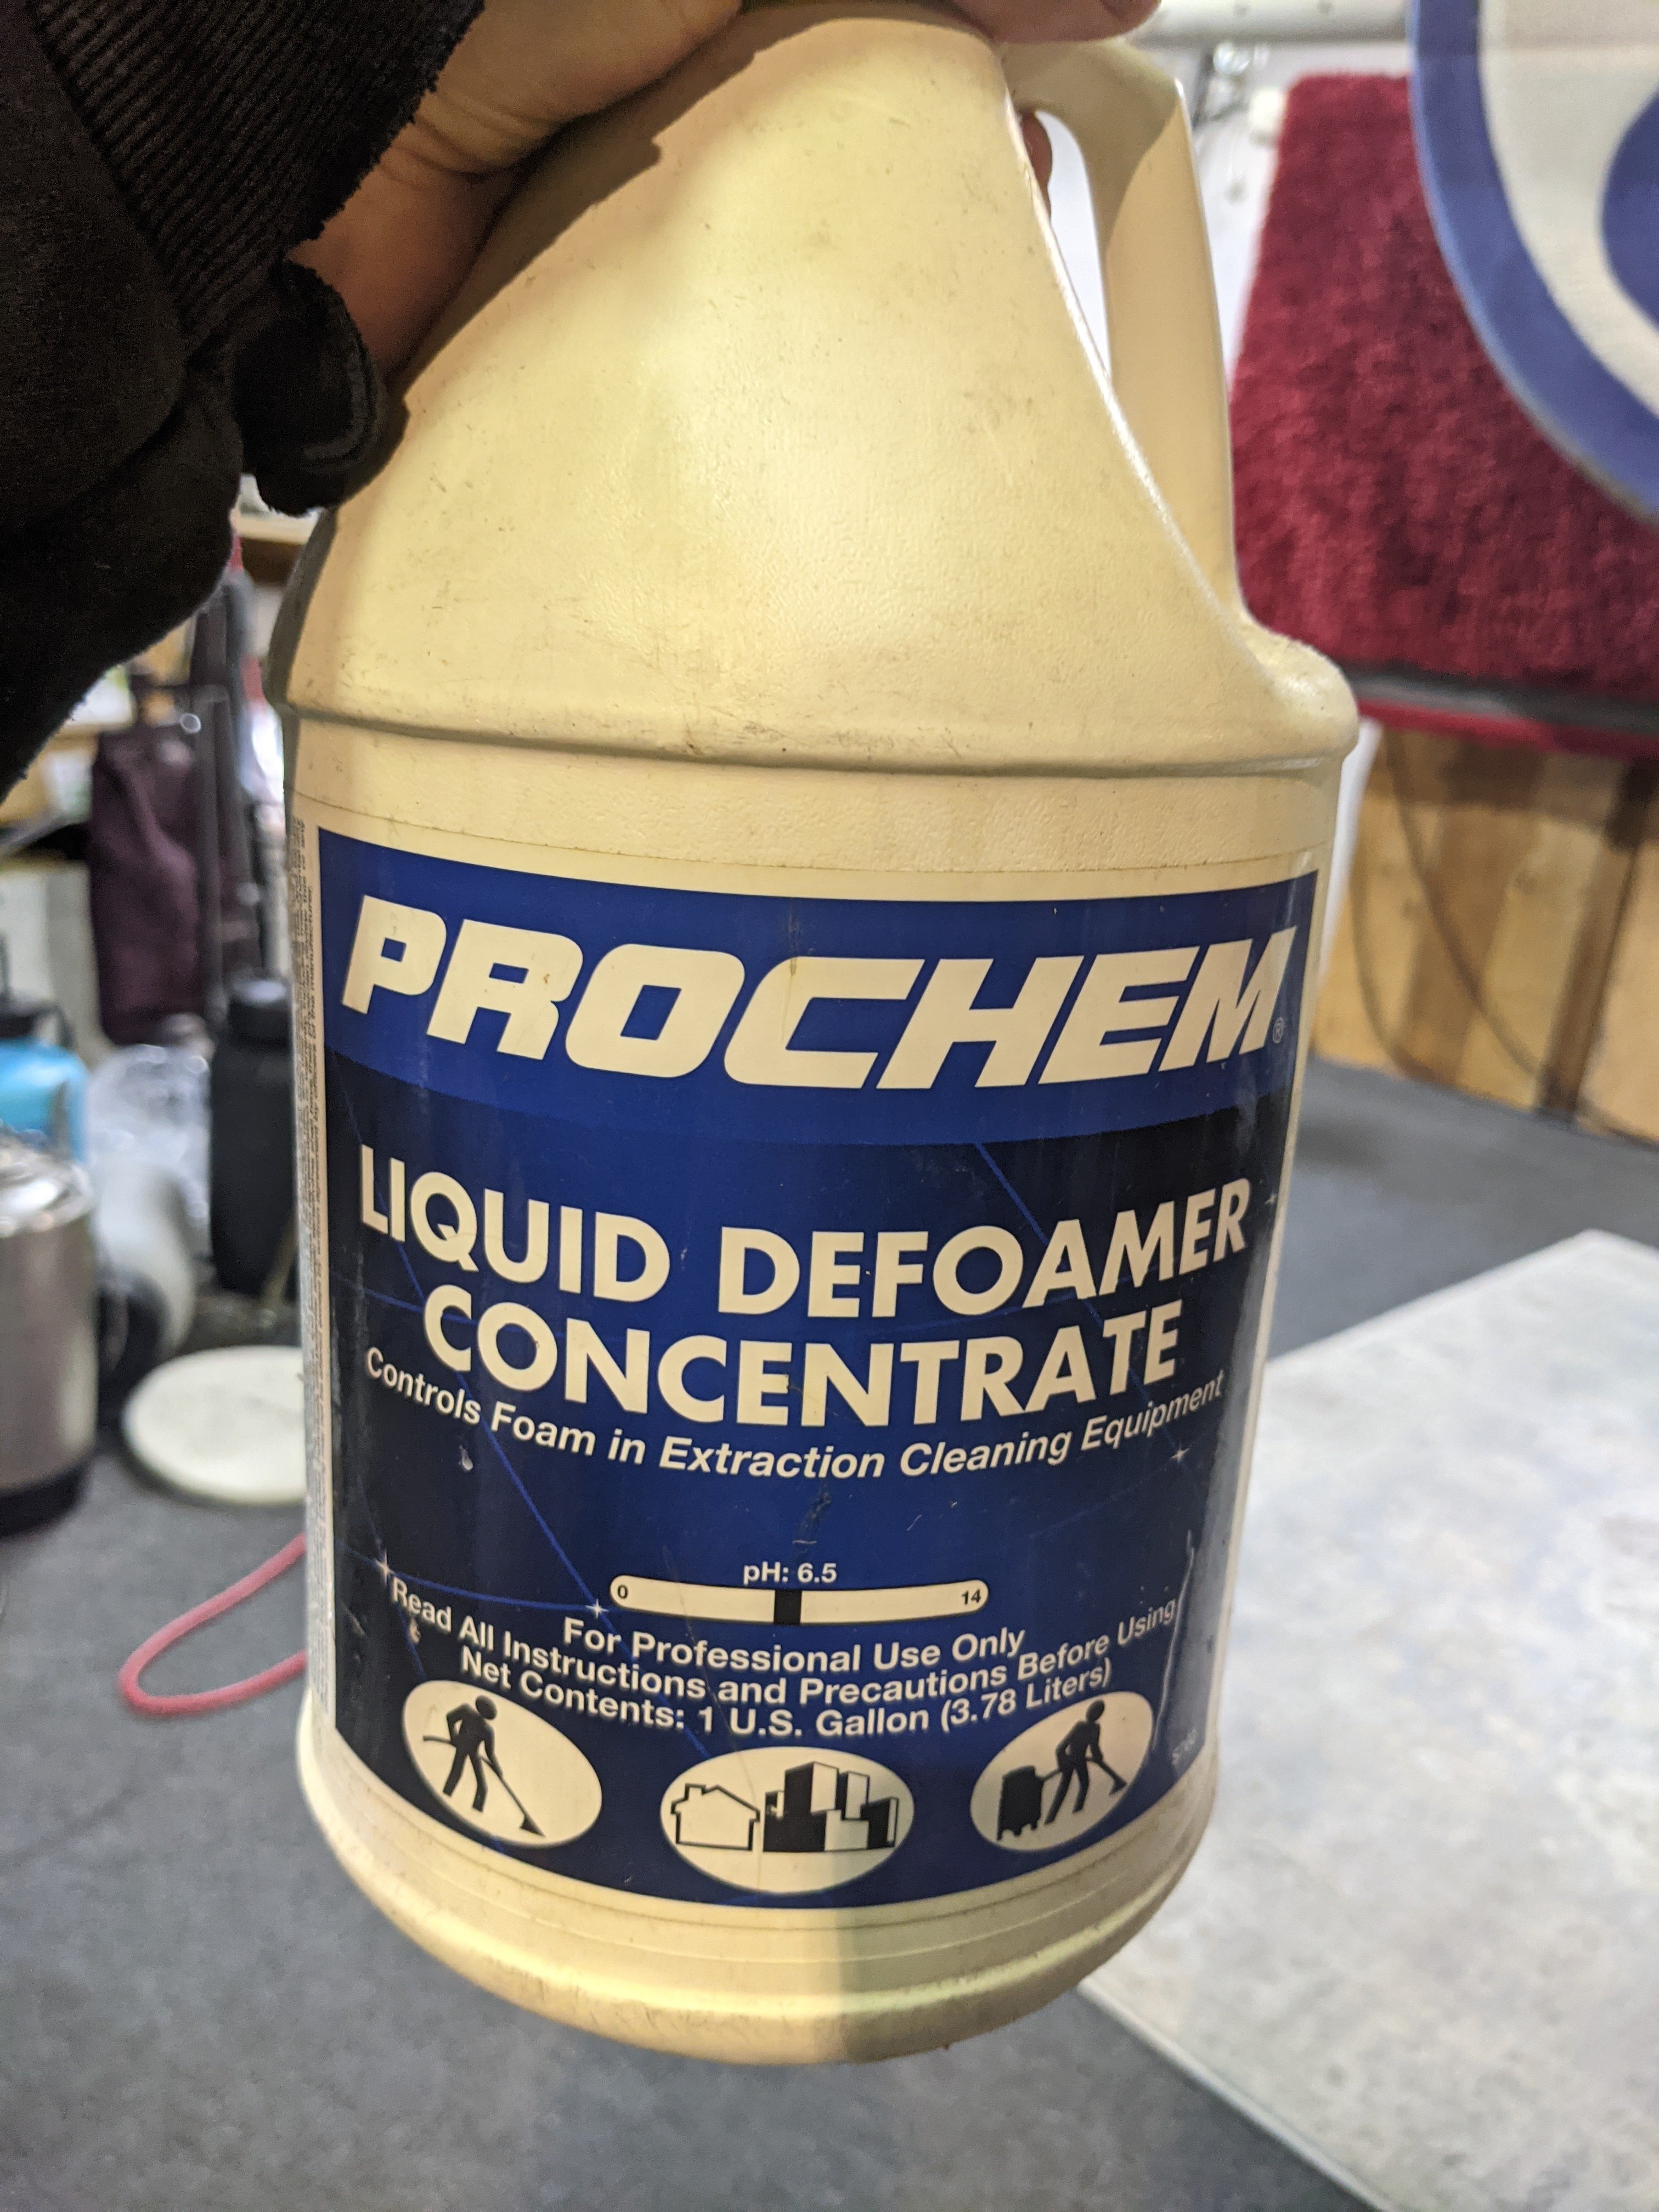 PROCHEM®
LIQUID DEFOAMER
CONCENTRATE
Controls Foam in Extraction Cleaning Equipment
pH: 6.5
0 14
For Professional Use Only
Read All Instructions and Precautions Before Using
Net Contents: 1 U.S. Gallon (3.78 Liters)